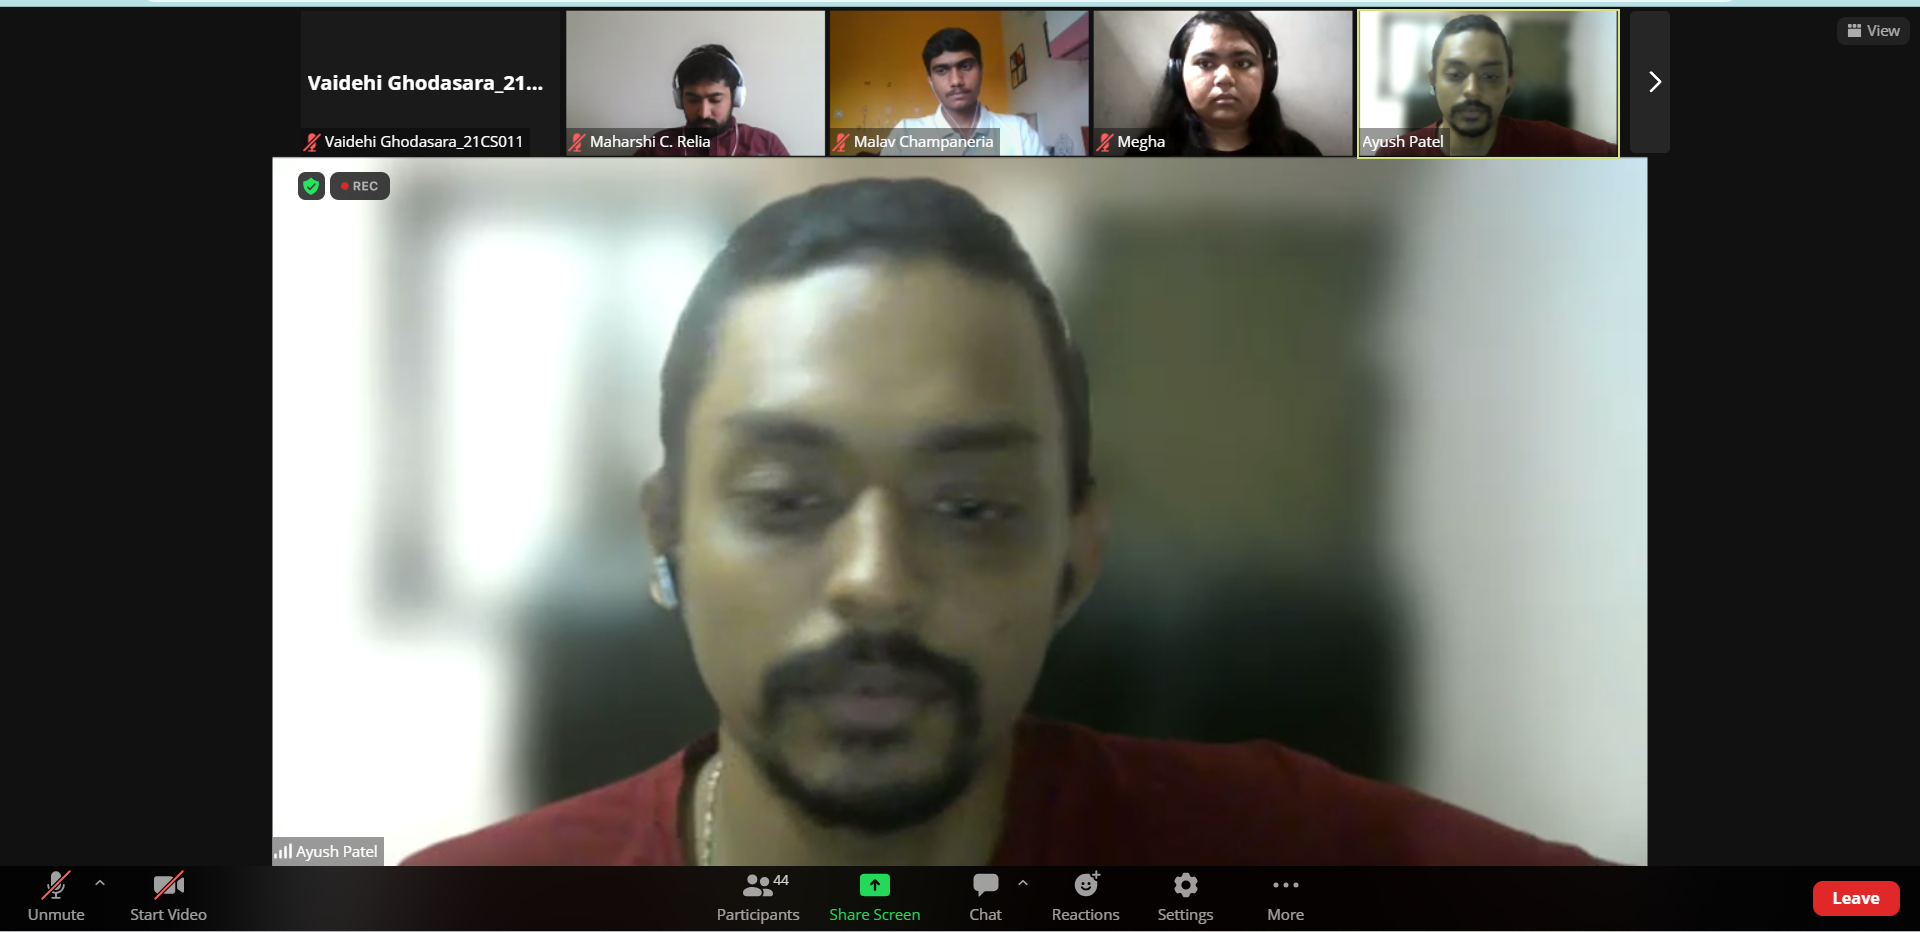 Vaidehi Ghodasara_21...
Vaidehi Ghodasara_21CS011
Maharshi C. Relia
Malav Champaneria
Megha
Ayush Patel
View
REC
Ayush Patel
Unmute
Start Video
44
Participants
Share Screen
Chat
Reactions
Settings
More
Leave